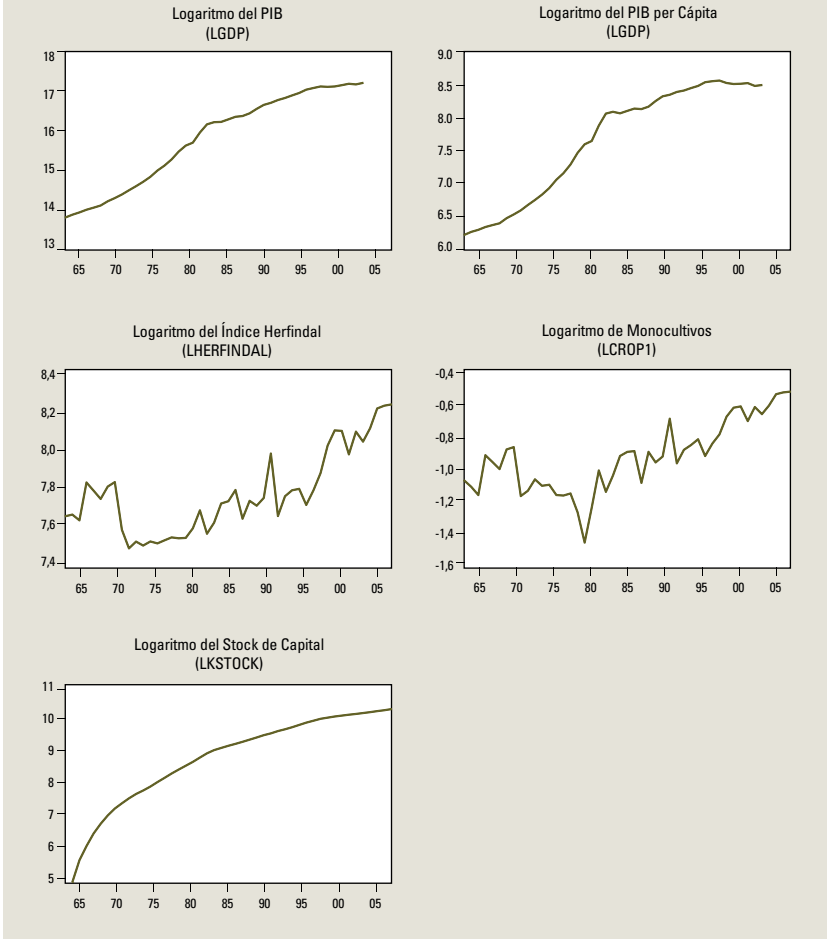 Logaritmo del PIB
(LGDP)
18
17
16
15
14
13
65 70 75 80 85 90 95 00 05
Logaritmo del PIB per Cápita
(LGDP)
9.0
8.5
8.0
7.5
7.0
6.5
6.0
65 70 75 80 85 90 95 00 05
Logaritmo del Índice Herfindal
(LHERFINDAL)
8,4
8,2
8,0
7,8
7,6
7,4
65 70 75 80 85 90 95 00 05
Logaritmo de Monocultivos
(LCROP1)
-0,4
-0,6
-0,8
-1,0
-1,2
-1,4
-1,6
65 70 75 80 85 90 95 00 05
Logaritmo del Stock de Capital
(LKSTOCK)
11
10
9
8
7
6
5
65 70 75 80 85 90 95 00 05